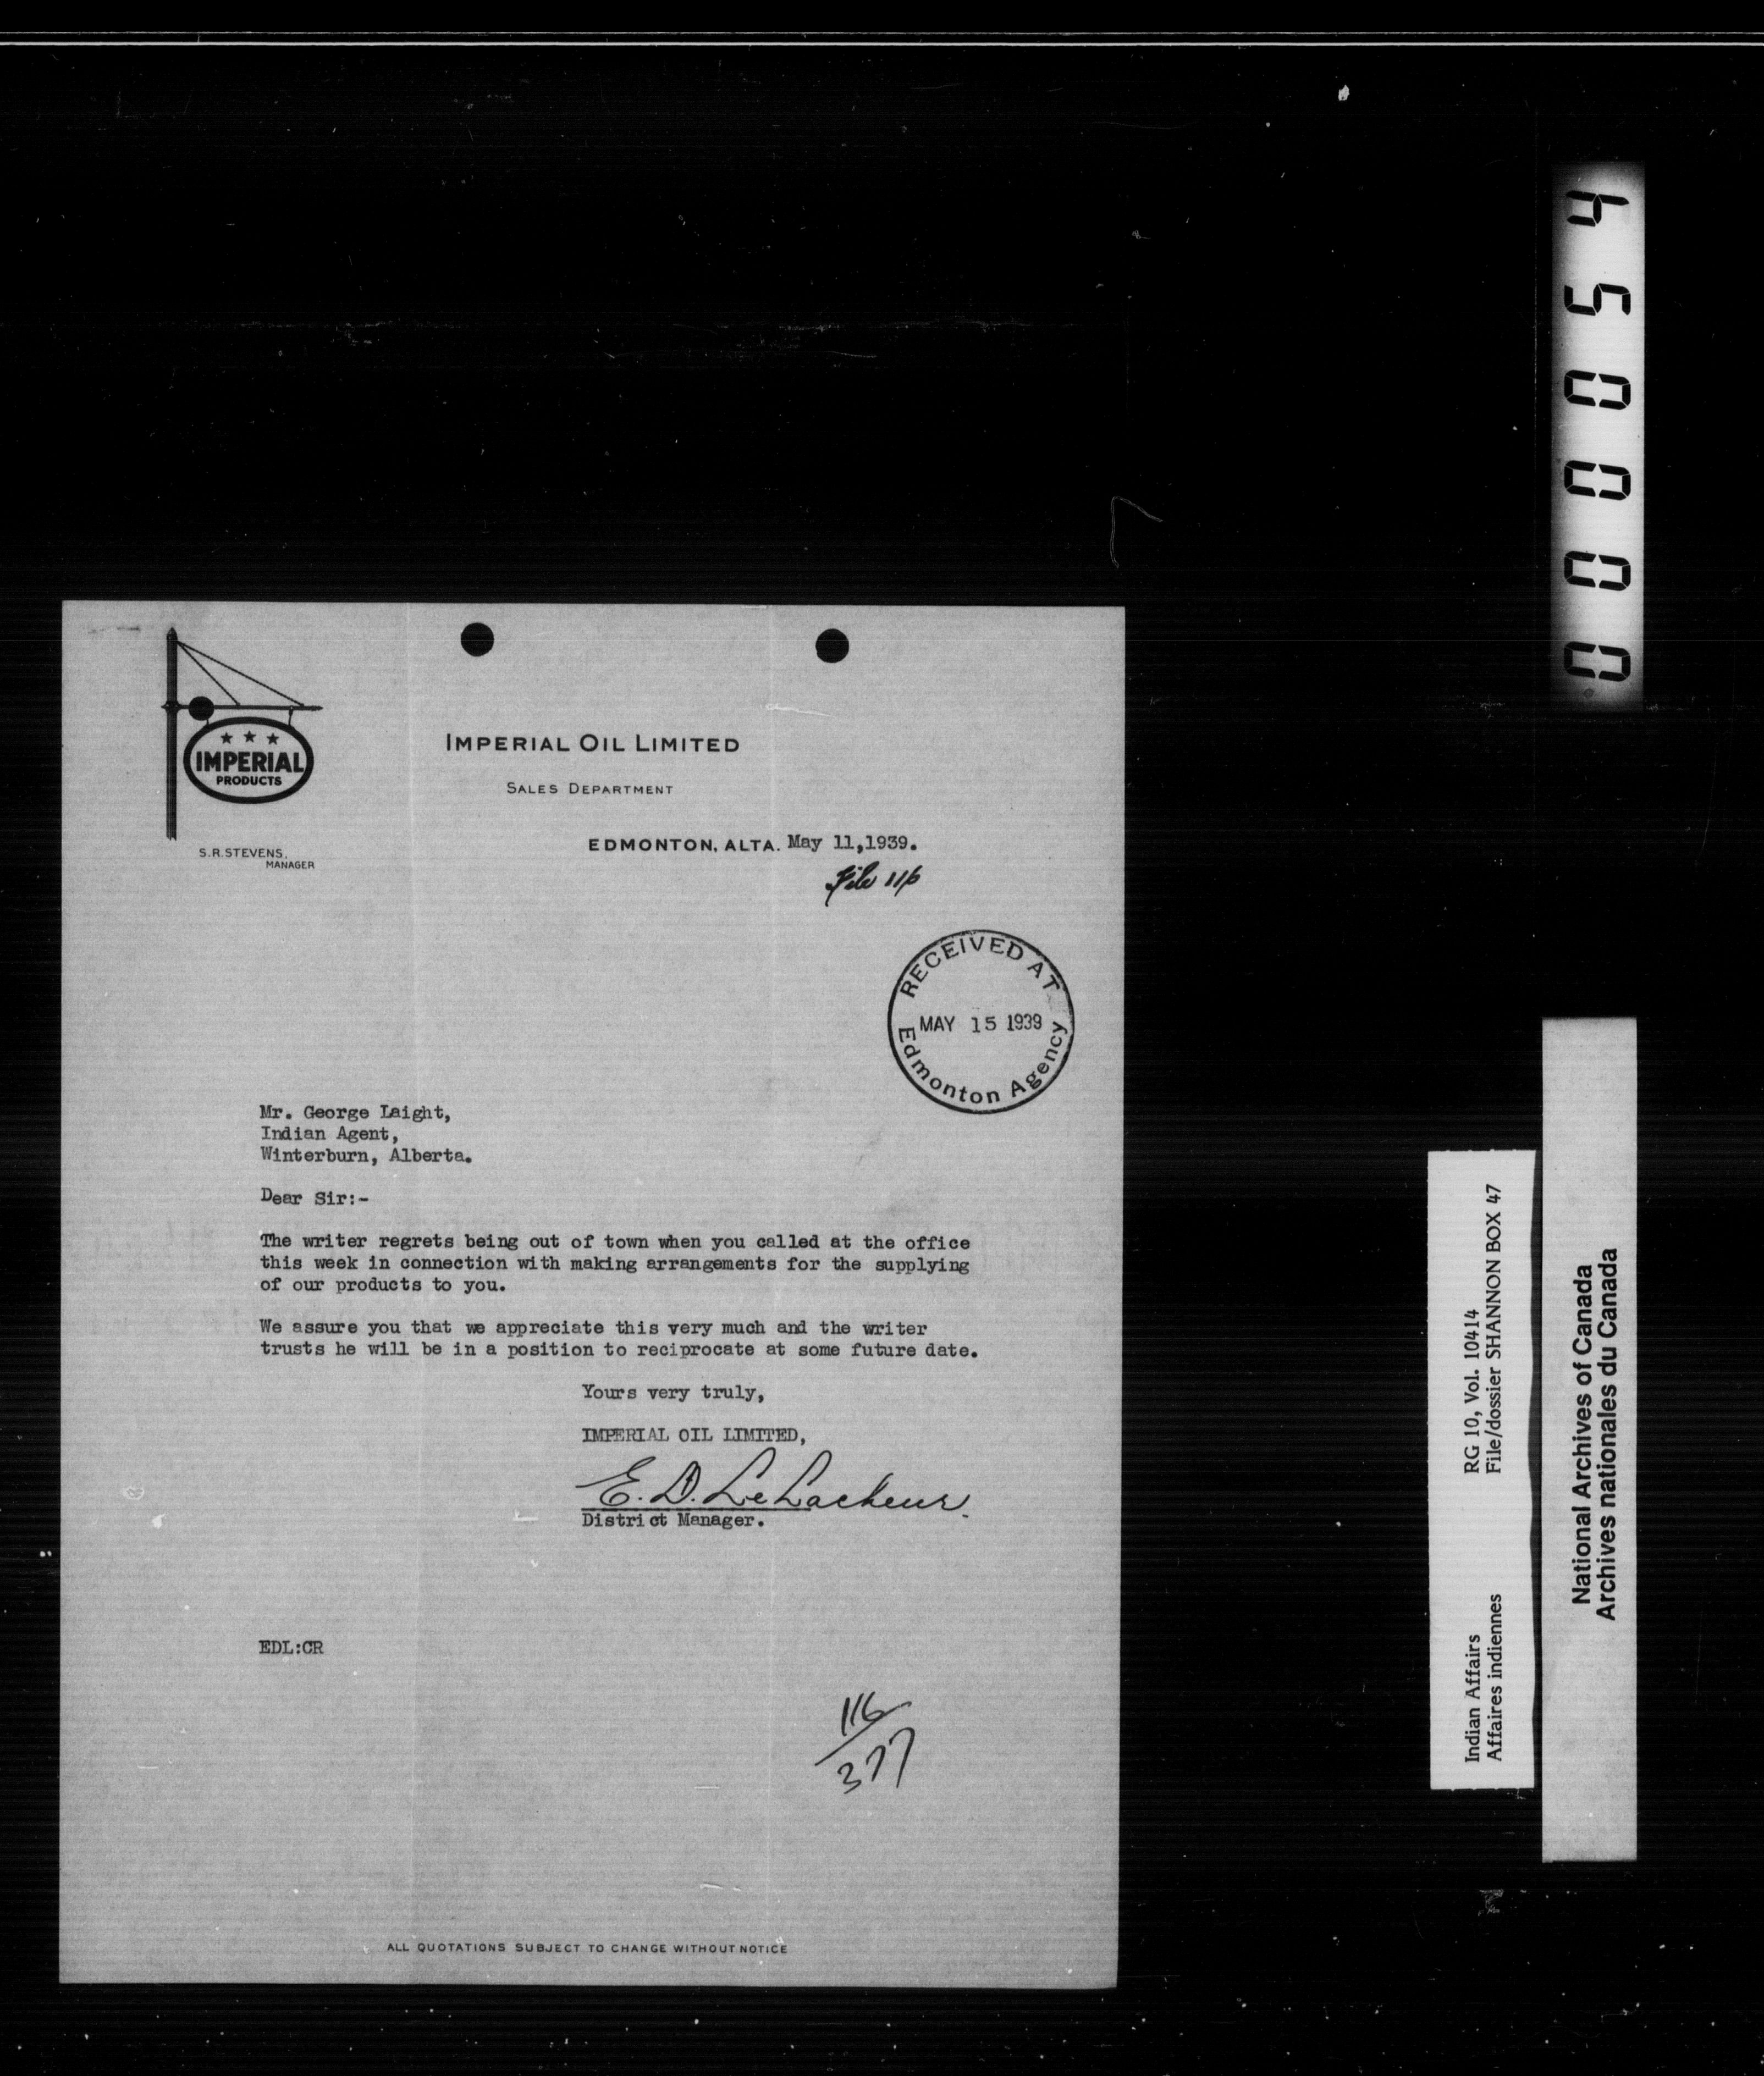 IMPERIAL
PRODUCTS
S.R. STEVENS,
MANAGER
IMPERIAL OIL LIMITED
SALES DEPARTMENT
EDMONTON, ALTA. May 11,1939.
File 116
RECEIVED AT
MAY 15 1939
Edmonton Agency
Mr. George Laight,
Indian Agent,
Winterburn, Alberta.
Dear Sir:-
The writer regrets being out of town when you called at the office
this week in connection with making arrangements for the supplying
of our products to you.
We assure you that we appreciate this very much and the writer
trusts he will be in a position to reciprocate at some future date.
Yours very truly,
IMPERIAL OIL LIMITED,
E. D. LeLacheur.
District Manager.
EDL:CR
116
377
ALL QUOTATIONS SUBJECT TO CHANGE WITHOUT NOTICE
000054
Indian Affairs RG 10, Vol. 10414
Affaires indiennes File/dossier SHANNON BOX 47
National Archives of Canada
Archives nationales du Canada